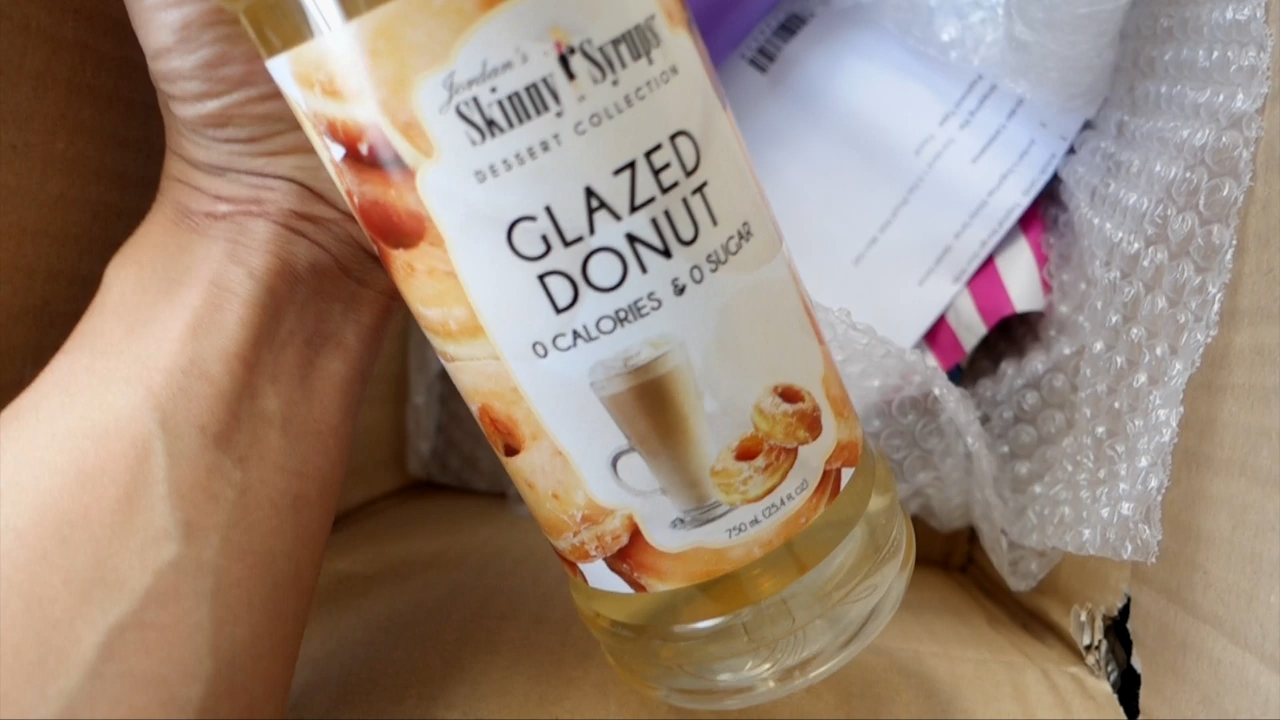 Jordan's
Skinny Syrups
DESSERT COLLECTION
GLAZED
DONUT
0 CALORIES & 0 SUGAR
750 mL (25.4 fl oz)